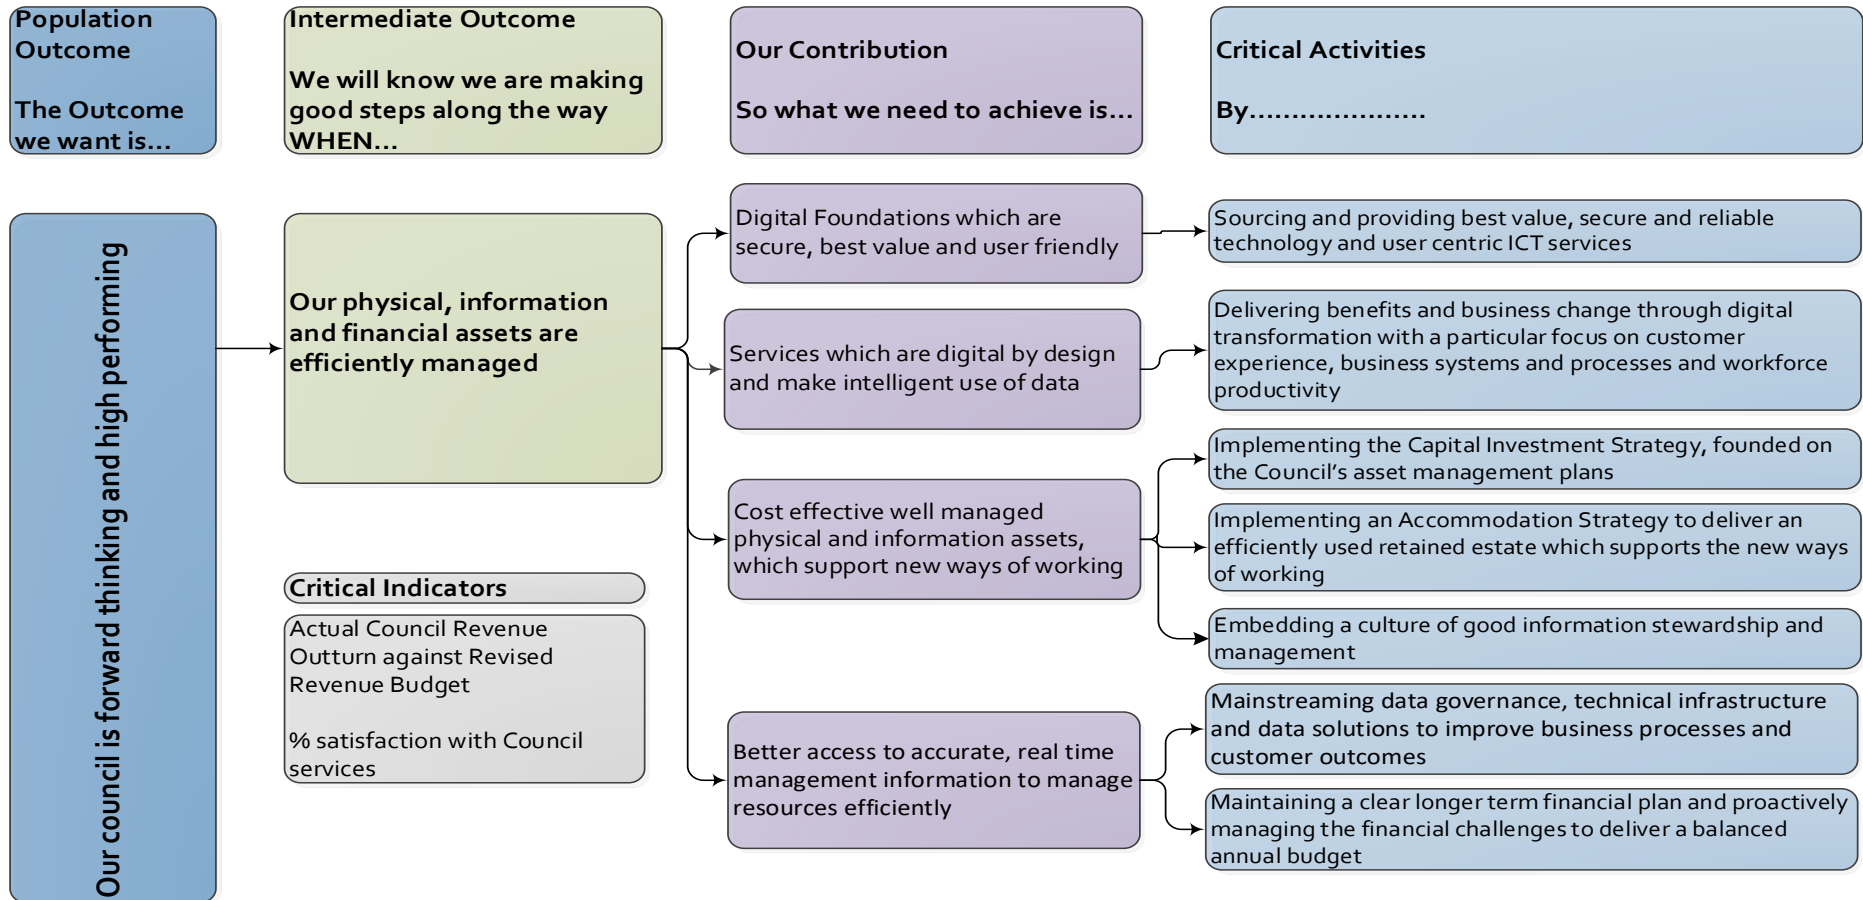 Population
Outcome
The Outcome
we want is...
Intermediate Outcome
We will know we are making
good steps along the way
WHEN...
Our Contribution
So what we need to achieve is...
Critical Activities
By.....................
Our council is forward thinking and high performing
Our physical, information
and financial assets are
efficiently managed
Critical Indicators
Actual Council Revenue
Outturn against Revised
Revenue Budget
% satisfaction with Council
services
Digital Foundations which are
secure, best value and user friendly
Services which are digital by design
and make intelligent use of data
Cost effective well managed
physical and information assets,
which support new ways of working
Better access to accurate, real time
management information to manage
resources efficiently
Sourcing and providing best value, secure and reliable
technology and user centric ICT services
Delivering benefits and business change through digital
transformation with a particular focus on customer
experience, business systems and processes and workforce
productivity
Implementing the Capital Investment Strategy, founded on
the Council’s asset management plans
Implementing an Accommodation Strategy to deliver an
efficiently used retained estate which supports the new ways
of working
Embedding a culture of good information stewardship and
management
Mainstreaming data governance, technical infrastructure
and data solutions to improve business processes and
customer outcomes
Maintaining a clear longer term financial plan and proactively
managing the financial challenges to deliver a balanced
annual budget